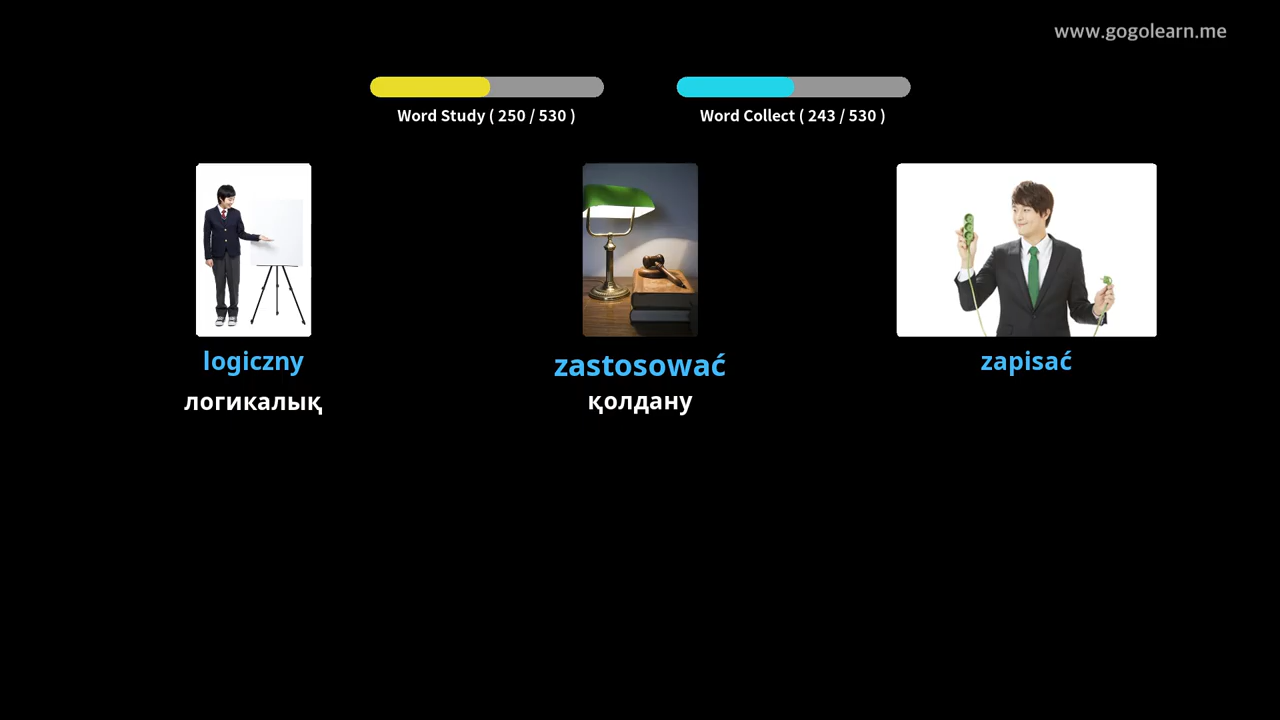 www.gogolearn.me
Word Study ( 250 / 530 )
Word Collect ( 243 / 530 )
logiczny
zastosować
zapisać
логикалық
қолдану